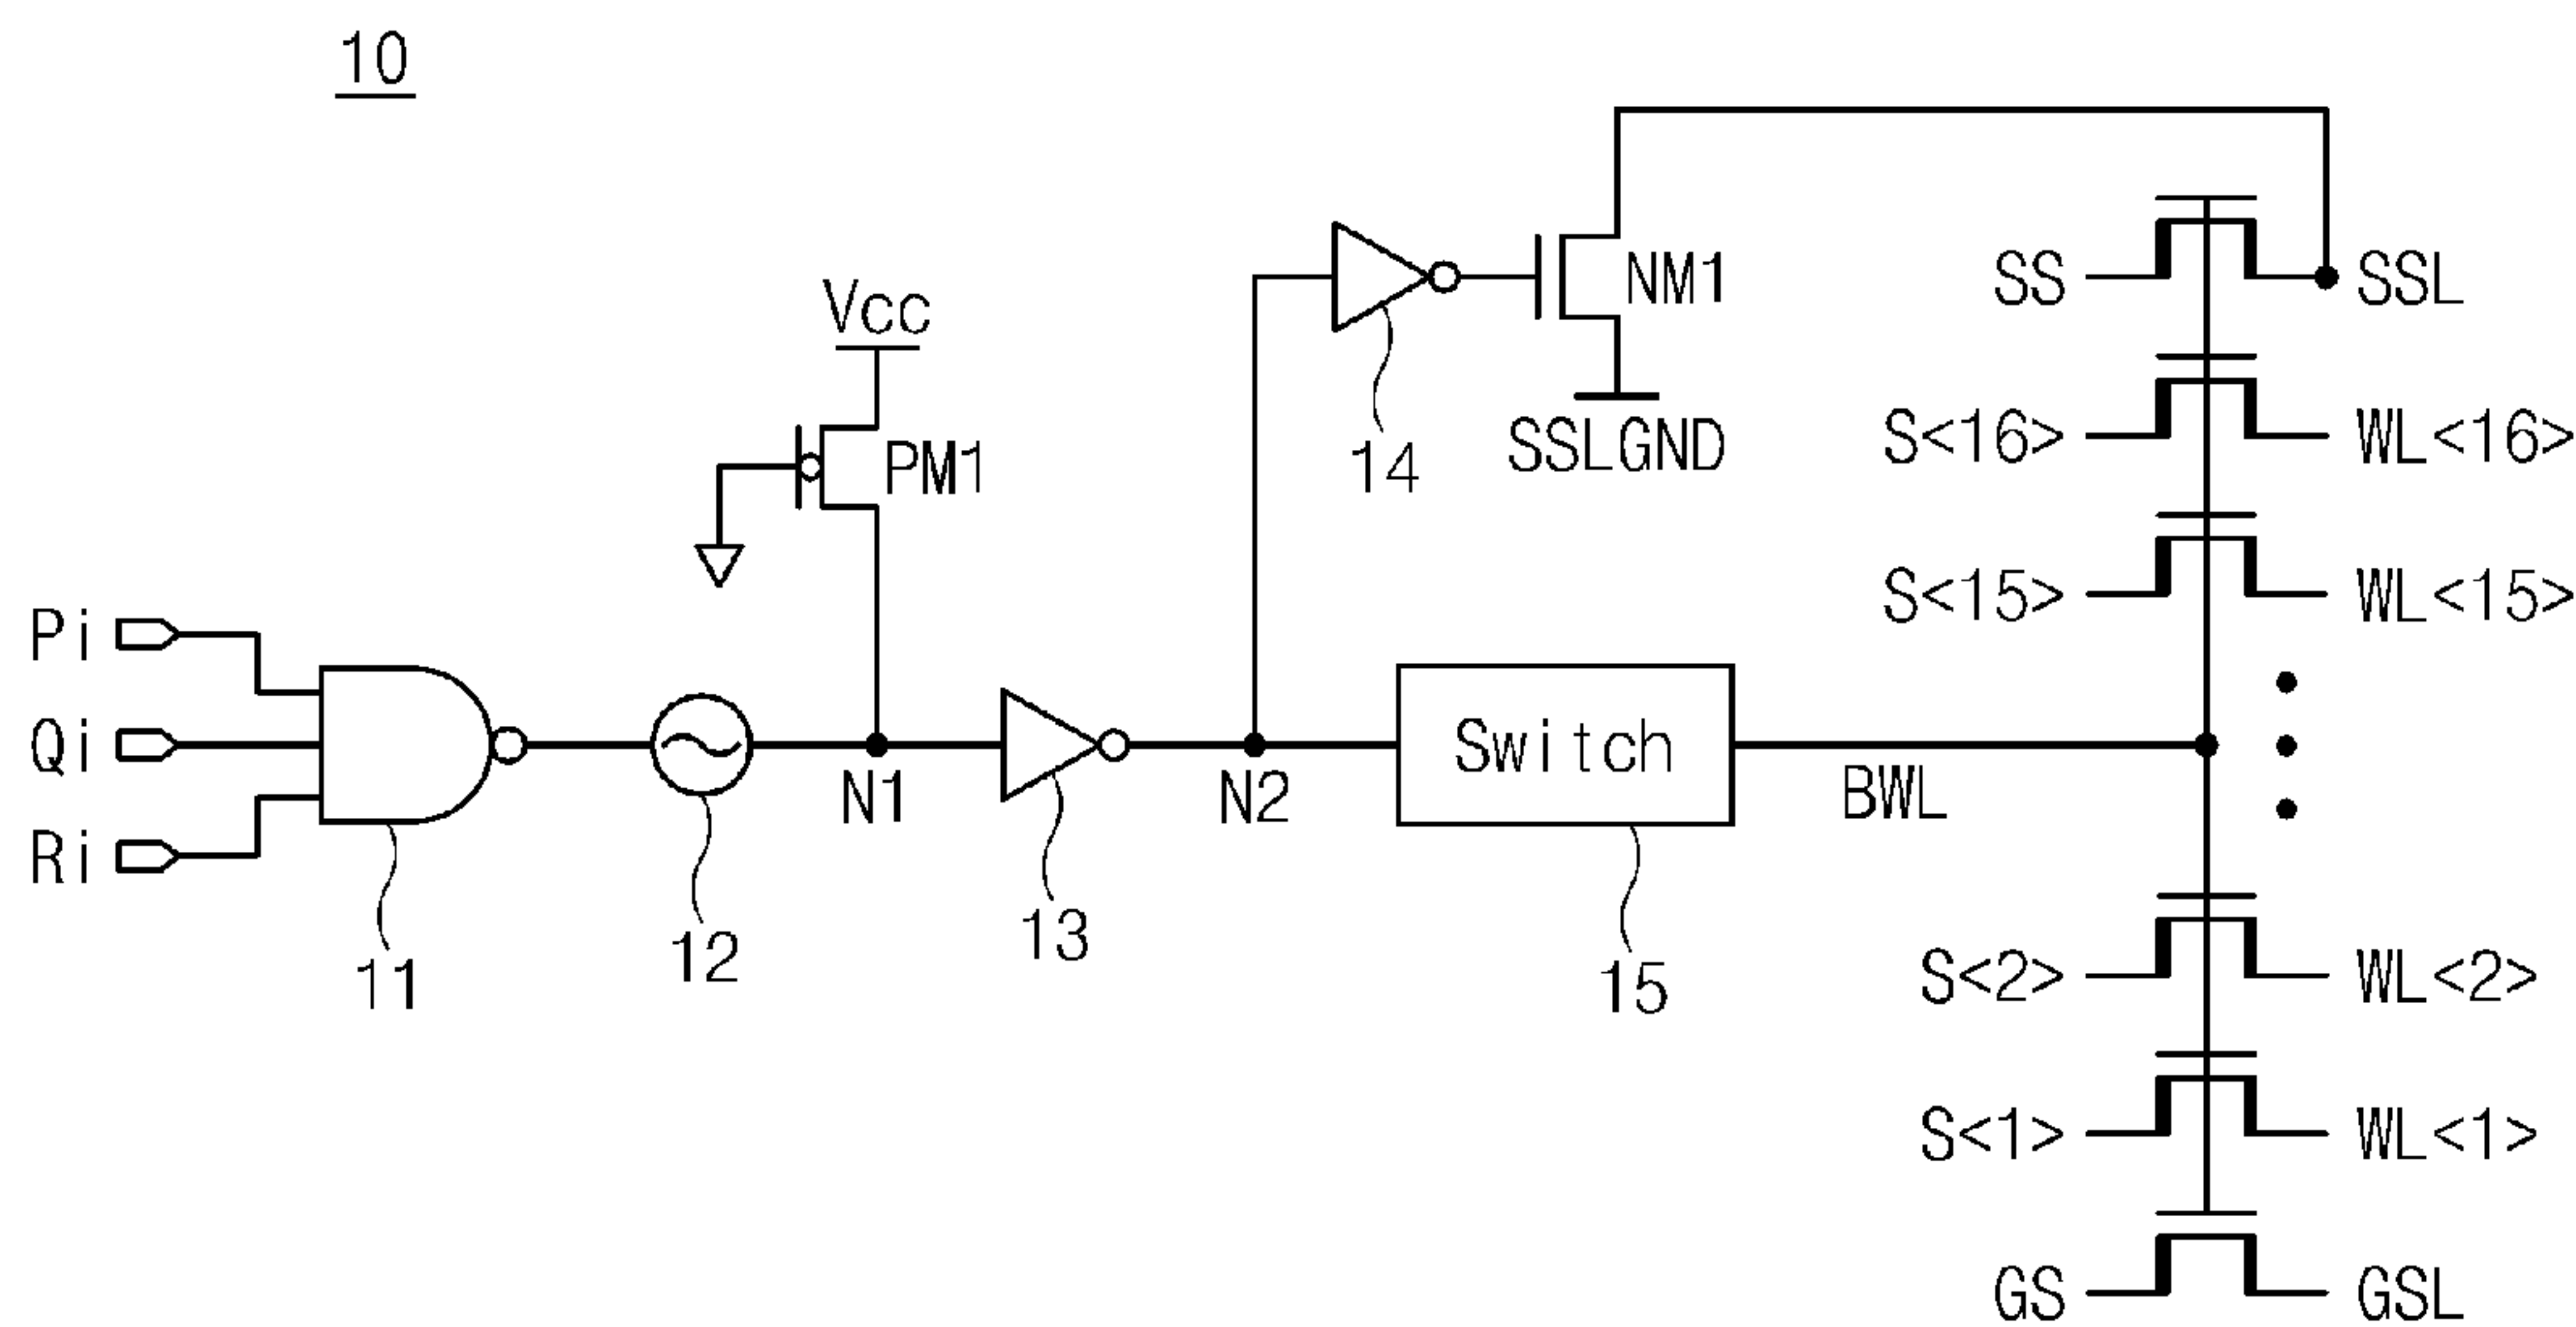 10
SS
NM1
SSL
Vcc
PM1
SSLGND
14
S<16>
WL<16>
S<15>
WL<15>
Pi
Qi
Ri
N1
N2
Switch
BWL
11
12
13
15
S<2>
WL<2>
S<1>
WL<1>
GS
GSL